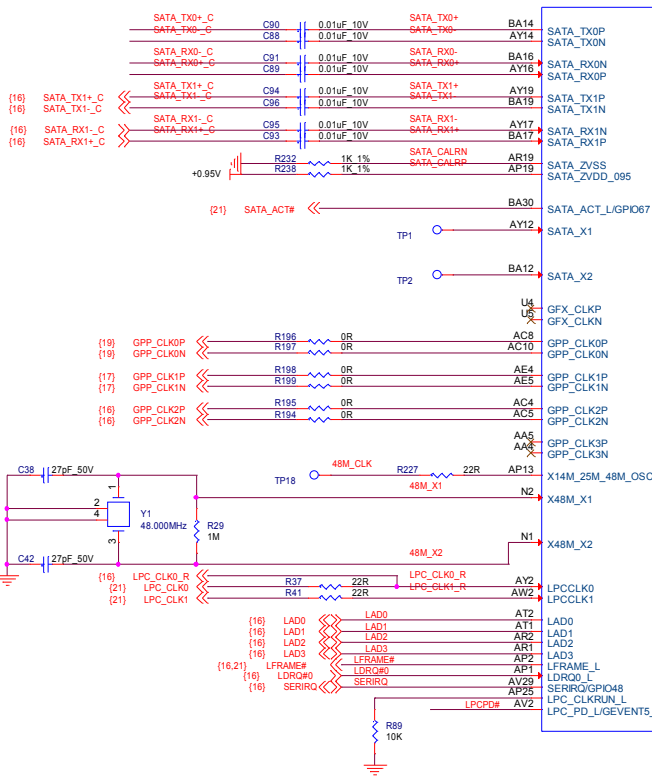 SATA_TX0+_C C90 0.01uF_10V SATA_TX0+ BA14 SATA_TX0P
SATA_TX0-_C C88 0.01uF_10V SATA_TX0- AY14 SATA_TX0N
SATA_RX0-_C C91 0.01uF_10V SATA_RX0- BA16 SATA_RX0N
SATA_RX0+_C C89 0.01uF_10V SATA_RX0+ AY16 SATA_RX0P
{16} SATA_TX1+_C SATA_TX1+_C C94 0.01uF_10V SATA_TX1+ AY19 SATA_TX1P
{16} SATA_TX1-_C SATA_TX1-_C C96 0.01uF_10V SATA_TX1- BA19 SATA_TX1N
{16} SATA_RX1-_C SATA_RX1-_C C95 0.01uF_10V SATA_RX1- AY17 SATA_RX1N
{16} SATA_RX1+_C SATA_RX1+_C C93 0.01uF_10V SATA_RX1+ BA17 SATA_RX1P
R232 1K_1% SATA_CALRN AR19 SATA_ZVSS
+0.95V R238 1K_1% SATA_CALRP AP19 SATA_ZVDD_095
{21} SATA_ACT# BA30 SATA_ACT_L/GPIO67
TP1 AY12 SATA_X1
TP2 BA12 SATA_X2
U4 GFX_CLKP
U5 GFX_CLKN
{19} GPP_CLK0P R196 0R AC8 GPP_CLK0P
{19} GPP_CLK0N R197 0R AC10 GPP_CLK0N
{17} GPP_CLK1P R198 0R AE4 GPP_CLK1P
{17} GPP_CLK1N R199 0R AE5 GPP_CLK1N
{16} GPP_CLK2P R195 0R AC4 GPP_CLK2P
{16} GPP_CLK2N R194 0R AC5 GPP_CLK2N
AA5 GPP_CLK3P
AA4 GPP_CLK3N
C38 27pF_50V TP18 48M_CLK R227 22R AP13 X14M_25M_48M_OSC
1 48M_X1 N2 X48M_X1
2
4 Y1
48.000MHz R29
1M
3
C42 27pF_50V 48M_X2 N1 X48M_X2
{16} LPC_CLK0_R LPC_CLK0_R
{21} LPC_CLK0 R37 22R AY2 LPCCLK0
{21} LPC_CLK1 R41 22R LPC_CLK1_R AW2 LPCCLK1
{16} LAD0 LAD0 AT2 LAD0
{16} LAD1 LAD1 AT1 LAD1
{16} LAD2 LAD2 AR2 LAD2
{16} LAD3 LAD3 AR1 LAD3
{16,21} LFRAME# LFRAME# AP2 LFRAME_L
{16} LDRQ#0 LDRQ#0 AP1 LDRQ0_L
{16} SERIRQ SERIRQ AV29 SERIRQ/GPIO48
AP25 LPC_CLKRUN_L
LPCPD# AV2 LPC_PD_L/GEVENT5_
R89
10K